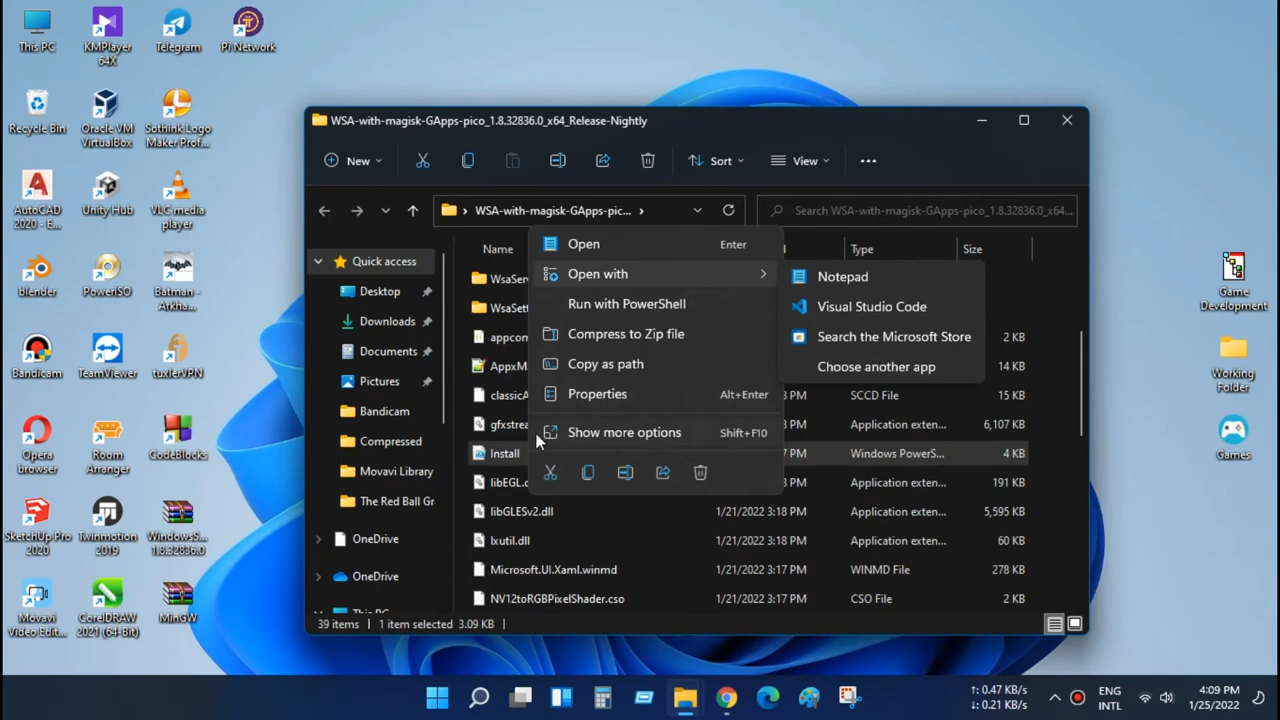 This PC
KMPlayer
64X
Telegram
Pi Network
Recycle Bin
Oracle VM
VirtualBox
Sothink Logo
Maker Prof...
AutoCAD
2020 - E...
Unity Hub
VLC media
player
blender
PowerISO
Batman -
Arkha...
Bandicam
TeamViewer
tuxlerVPN
Opera
browser
Room
Arranger
CodeBlocks
SketchUp Pro
2020
Twinmotion
2019
WindowsS...
1.8.32836.0
Movavi
Video Edit...
CorelDRAW
2021 (64-Bit)
MinGW
WSA-with-magisk-GApps-pico_1.8.32836.0_x64_Release-Nightly
New
Sort
View
WSA-with-magisk-GApps-pic...
Search WSA-with-magisk-GApps-pico_1.8.32836.0_x64...
Quick access
Desktop
Downloads
Documents
Pictures
Bandicam
Compressed
Movavi Library
The Red Ball Gr
OneDrive
OneDrive
Name
Type
Size
WsaSer
WsaSett
appcom
2 KB
AppxM
14 KB
classicA
PM
SCCD File
15 KB
gfxstrea
PM
Application exten...
6,107 KB
Install
PM
Windows PowerS...
4 KB
libEGL.d
PM
Application exten...
191 KB
libGLESv2.dll
1/21/2022 3:18 PM
Application exten...
5,595 KB
lxutil.dll
1/21/2022 3:18 PM
Application exten...
60 KB
Microsoft.UI.Xaml.winmd
1/21/2022 3:17 PM
WINMD File
278 KB
NV12toRGBPixelShader.cso
1/21/2022 3:17 PM
CSO File
2 KB
39 items
1 item selected 3.09 KB
Open
Enter
Open with
Run with PowerShell
Compress to Zip file
Copy as path
Properties
Alt+Enter
Show more options
Shift+F10
Notepad
Visual Studio Code
Search the Microsoft Store
Choose another app
Game
Development
Working
Folder
Games
↑: 0.47 KB/s
↓: 0.21 KB/s
ENG
INTL
4:09 PM
1/25/2022